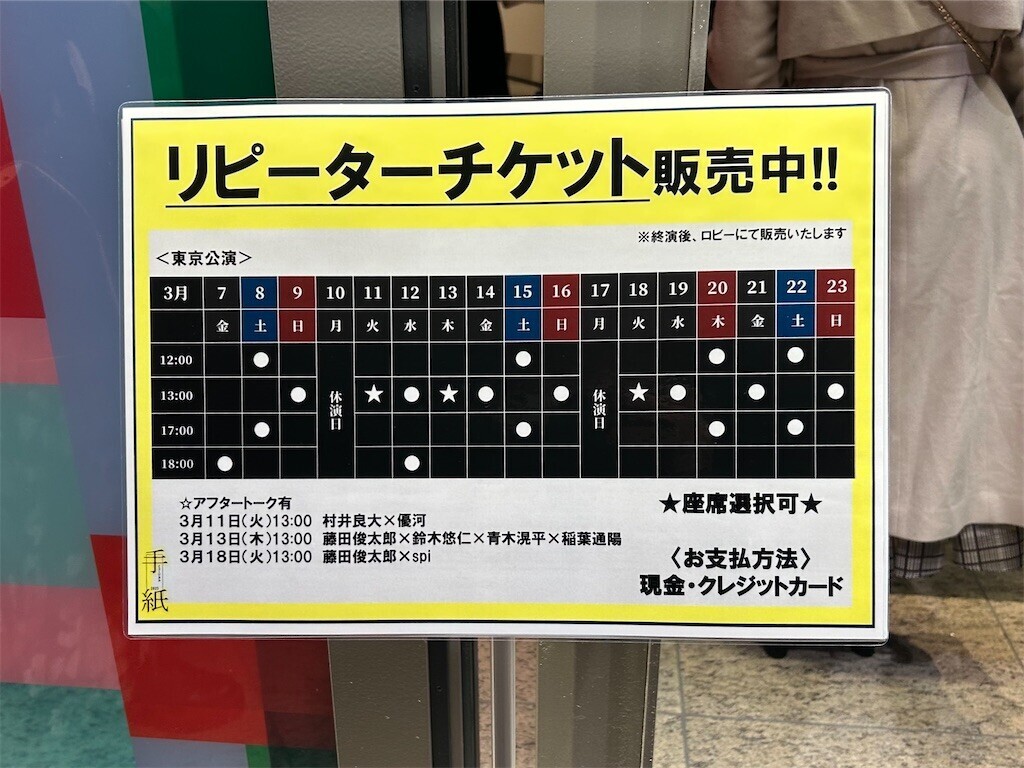 リピーターチケット販売中!!
※終演後、ロビーにて販売いたします
＜東京公演＞
3月 7 8 9 10 11 12 13 14 15 16 17 18 19 20 21 22 23
金 土 日 月 火 水 木 金 土 日 月 火 水 木 金 土 日
12:00 ● ● ● ●
13:00 ● 休演日 ★ ● ★ ● ● 休演日 ★ ● ● ●
17:00 ● ● ● ●
18:00 ● ●
☆アフタートーク有
3月11日(火)13:00 村井良大×優河
3月13日(木)13:00 藤田俊太郎×鈴木悠仁×青木滉平×稲葉通陽
3月18日(火)13:00 藤田俊太郎×spi
★座席選択可★
〈お支払方法〉
現金・クレジットカード
手紙